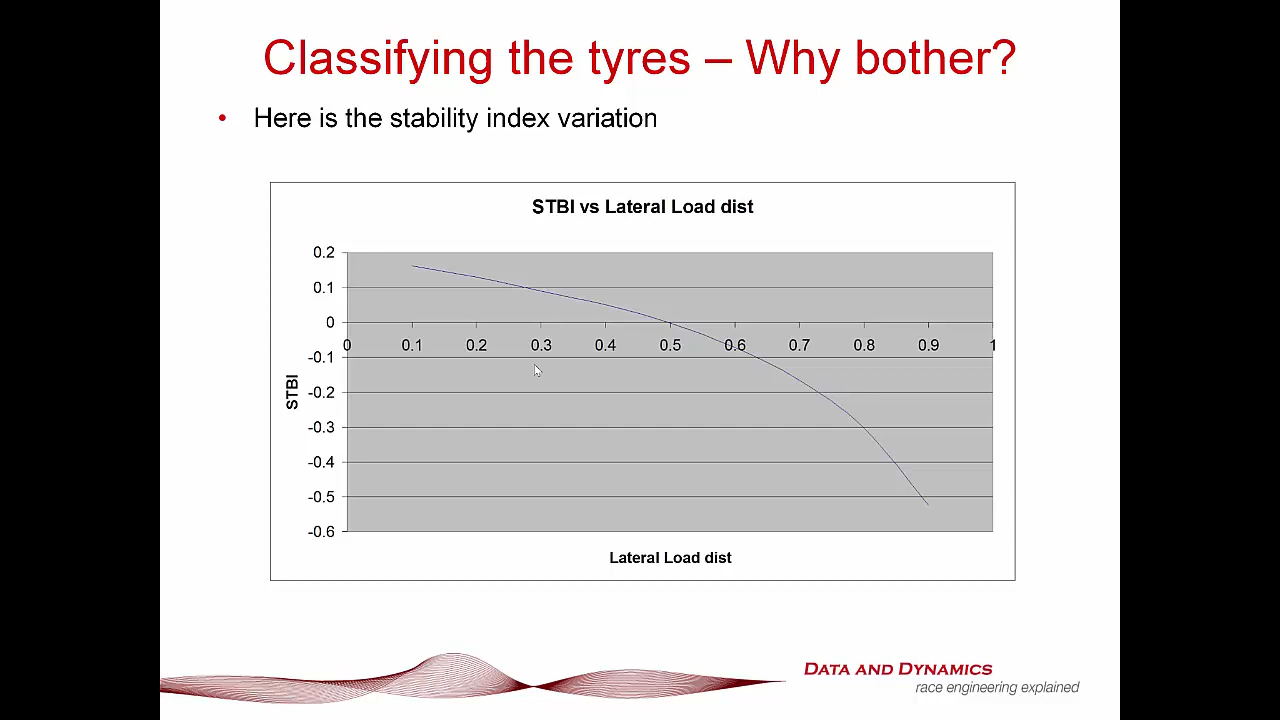 Classifying the tyres – Why bother?
• Here is the stability index variation
STBI vs Lateral Load dist
0.2
0.1
0
-0.1
-0.2
-0.3
-0.4
-0.5
-0.6
0 0.1 0.2 0.3 0.4 0.5 0.6 0.7 0.8 0.9 1
STBI
Lateral Load dist
DATA AND DYNAMICS
race engineering explained